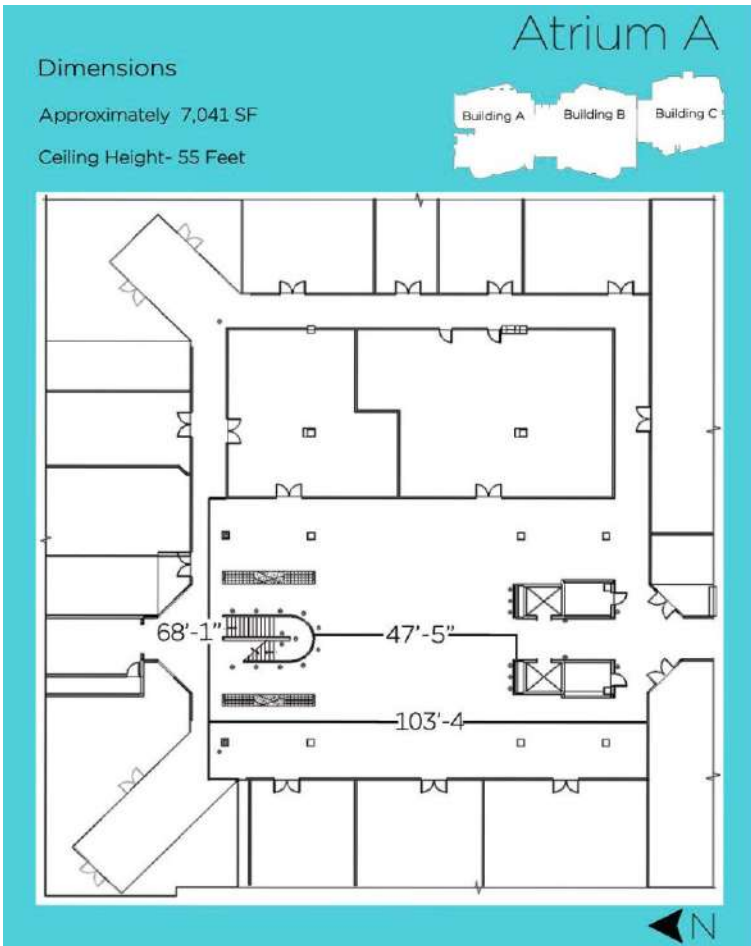 Atrium A
Dimensions
Approximately 7,041 SF
Ceiling Height- 55 Feet
Building A
Building B
Building C
68'-1"
47'-5"
103'-4
N